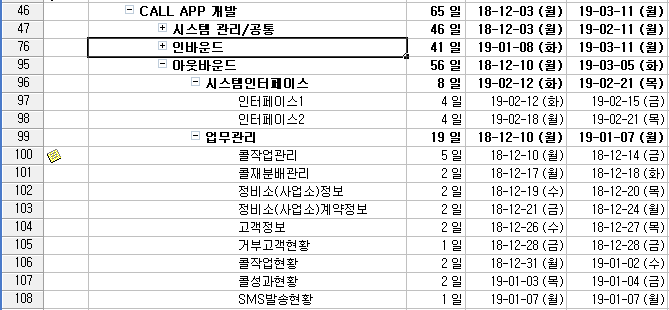 46 CALL APP 개발 65 일 18-12-03 (월) 19-03-11 (월)
47 시스템 관리/공통 46 일 18-12-03 (월) 19-02-11 (월)
76 인바운드 41 일 19-01-08 (화) 19-03-11 (월)
95 아웃바운드 56 일 18-12-10 (월) 19-03-05 (화)
96 시스템인터페이스 8 일 19-02-12 (화) 19-02-21 (목)
97 인터페이스1 4 일 19-02-12 (화) 19-02-15 (금)
98 인터페이스2 4 일 19-02-18 (월) 19-02-21 (목)
99 업무관리 19 일 18-12-10 (월) 19-01-07 (월)
100 콜작업관리 5 일 18-12-10 (월) 18-12-14 (금)
101 콜재분배관리 2 일 18-12-17 (월) 18-12-18 (화)
102 정비소(사업소)정보 2 일 18-12-19 (수) 18-12-20 (목)
103 정비소(사업소)계약정보 2 일 18-12-21 (금) 18-12-24 (월)
104 고객정보 2 일 18-12-26 (수) 18-12-27 (목)
105 거부고객현황 1 일 18-12-28 (금) 18-12-28 (금)
106 콜작업현황 2 일 18-12-31 (월) 19-01-02 (수)
107 콜성과현황 2 일 19-01-03 (목) 19-01-04 (금)
108 SMS발송현황 1 일 19-01-07 (월) 19-01-07 (월)